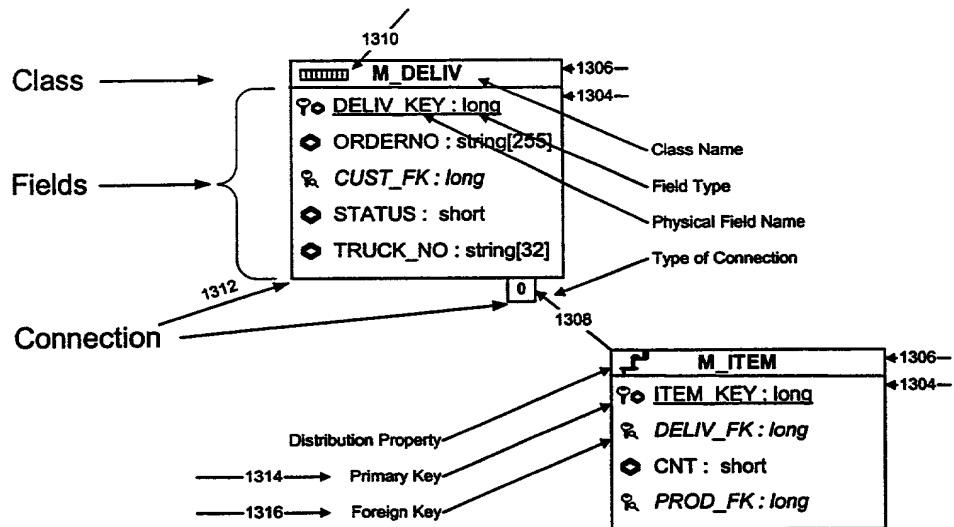 1310
Class
M_DELIV
1306
1304
DELIV_KEY : long
ORDERNO : string[255]
Class Name
Fields
CUST_FK : long
Field Type
STATUS : short
Physical Field Name
TRUCK_NO : string[32]
Type of Connection
1312
0
1308
Connection
M_ITEM
1306
1304
ITEM_KEY : long
Distribution Property
DELIV_FK : long
1314
Primary Key
CNT : short
1316
Foreign Key
PROD_FK : long